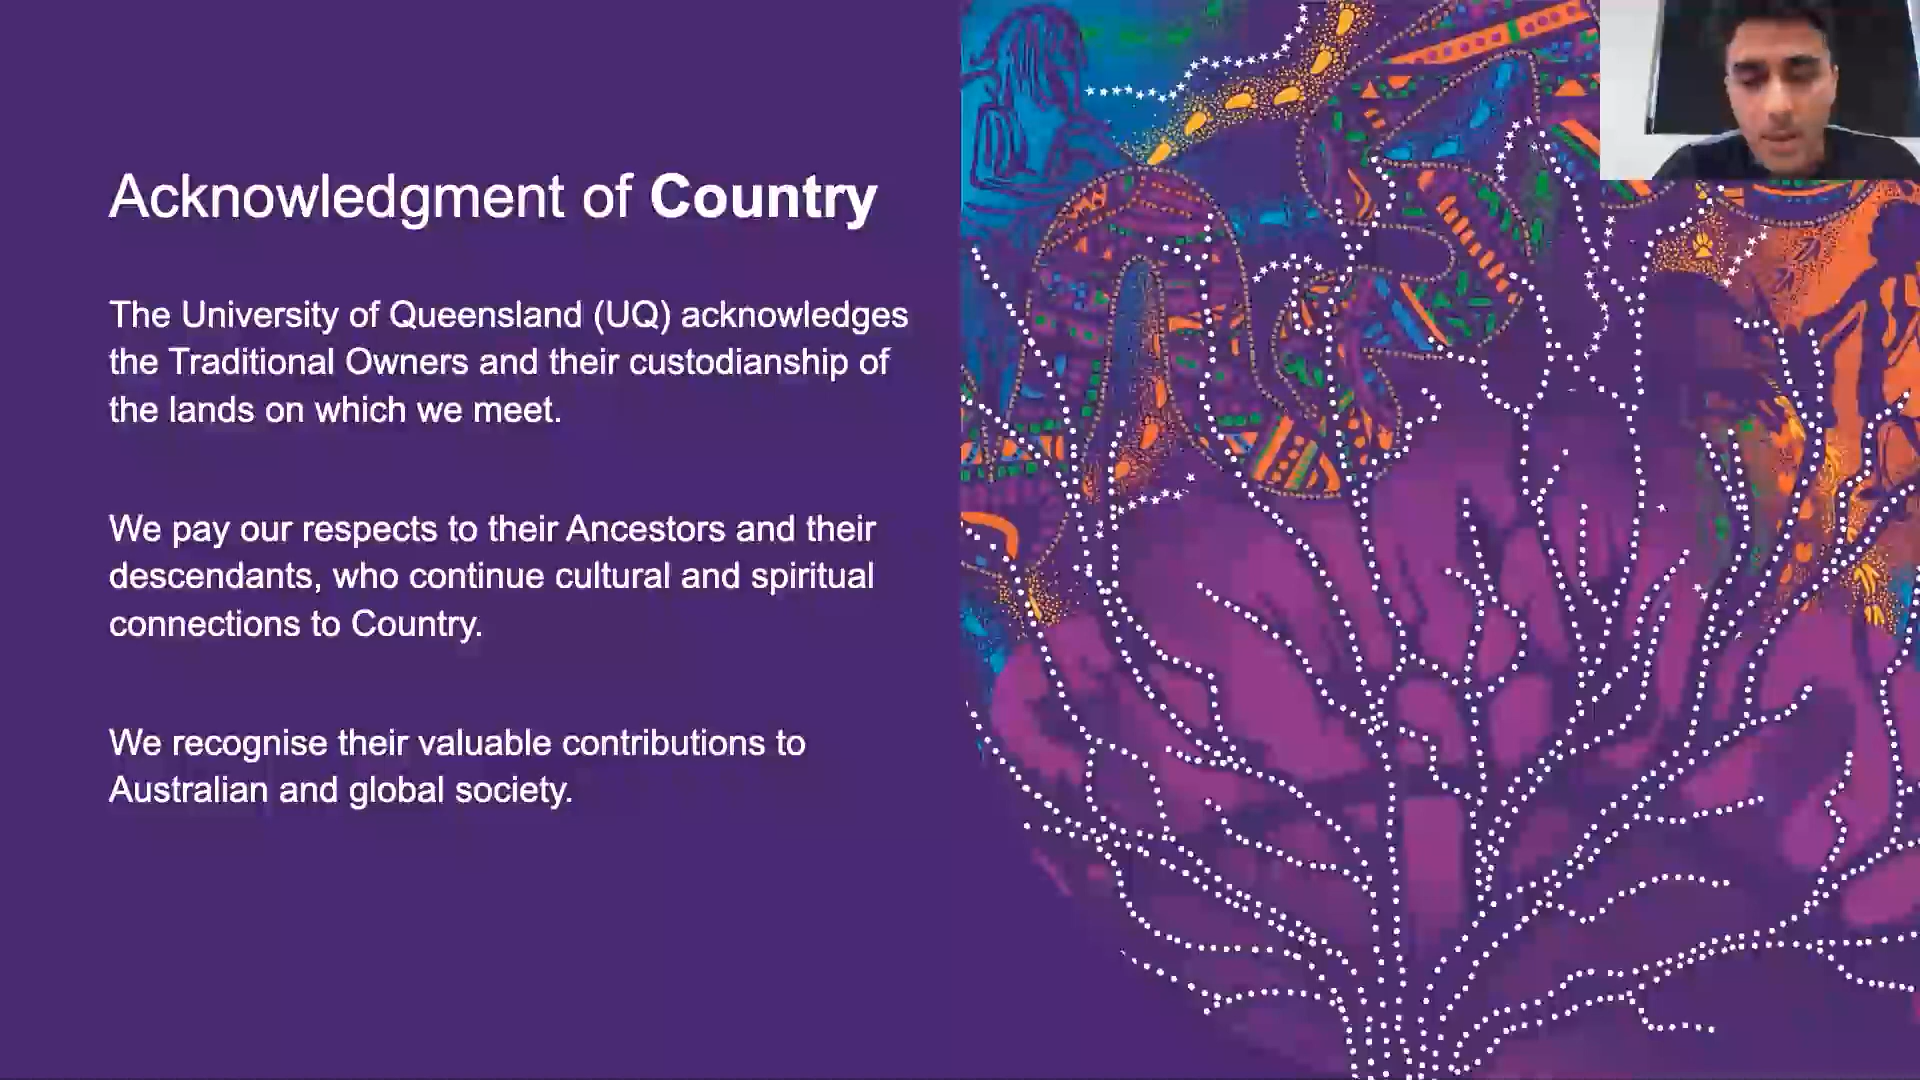 Acknowledgment of Country
The University of Queensland (UQ) acknowledges
the Traditional Owners and their custodianship of
the lands on which we meet.
We pay our respects to their Ancestors and their
descendants, who continue cultural and spiritual
connections to Country.
We recognise their valuable contributions to
Australian and global society.